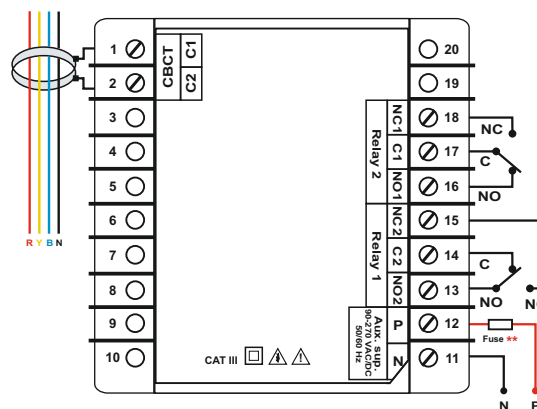 1
2
3
4
5
6
7
8
9
10
CBCT
C1
C2
R Y B N
CAT III
20
19
18
17
16
15
14
13
12
11
Relay 2
NC1
C1
NO1
Relay 1
NC2
C2
NO2
Aux. sup.
90-270 VAC/DC
50/60 Hz
P
N
NC
C
NO
C
NO
Fuse **
N